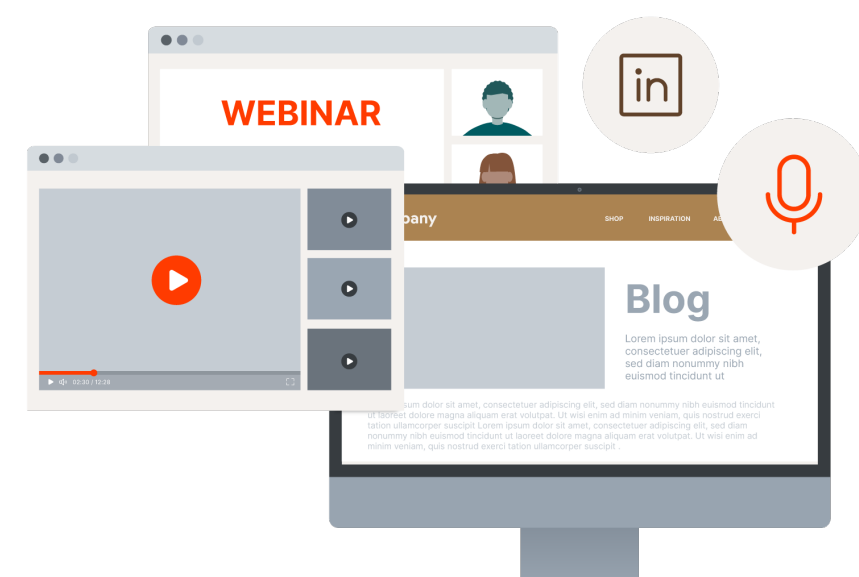 WEBINAR
in
SHOP INSPIRATION
Blog
Lorem ipsum dolor sit amet,
consectetuer adipiscing elit,
sed diam nonummy nibh
euismod tincidunt ut
02:30 / 12:28
dolor sit amet, consectetuer adipiscing elit, sed diam nonummy nibh euismod tincidunt
ut laoreet dolore magna aliquam erat volutpat. Ut wisi enim ad minim veniam, quis nostrud exerci
tation ullamcorper suscipit Lorem ipsum dolor sit amet, consectetuer adipiscing elit, sed diam
nonummy nibh euismod tincidunt ut laoreet dolore magna aliquam erat volutpat. Ut wisi enim ad
minim veniam, quis nostrud exerci tation ullamcorper suscipit .